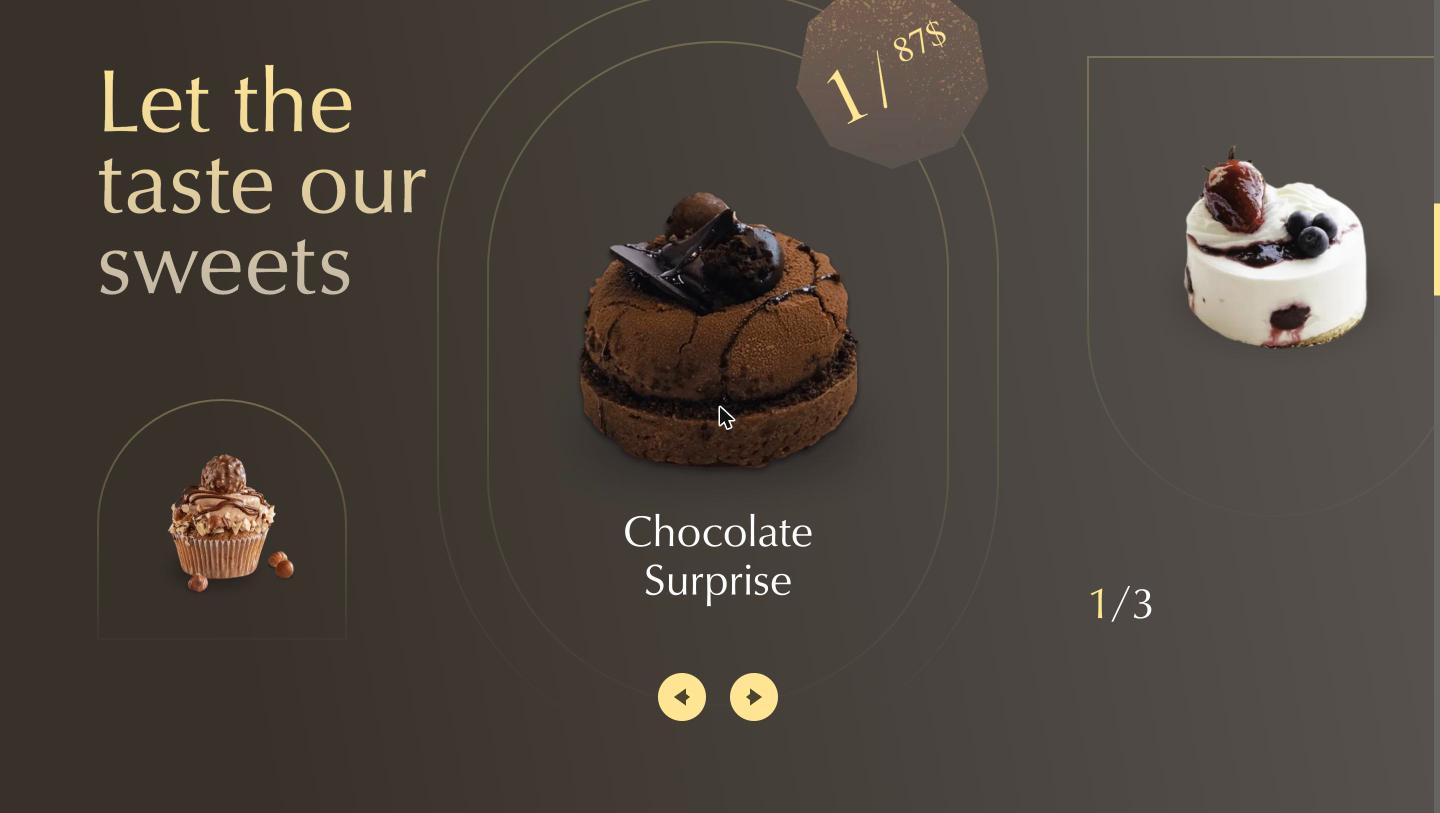 Let the
taste our
sweets
1/87$
Chocolate
Surprise
1/3